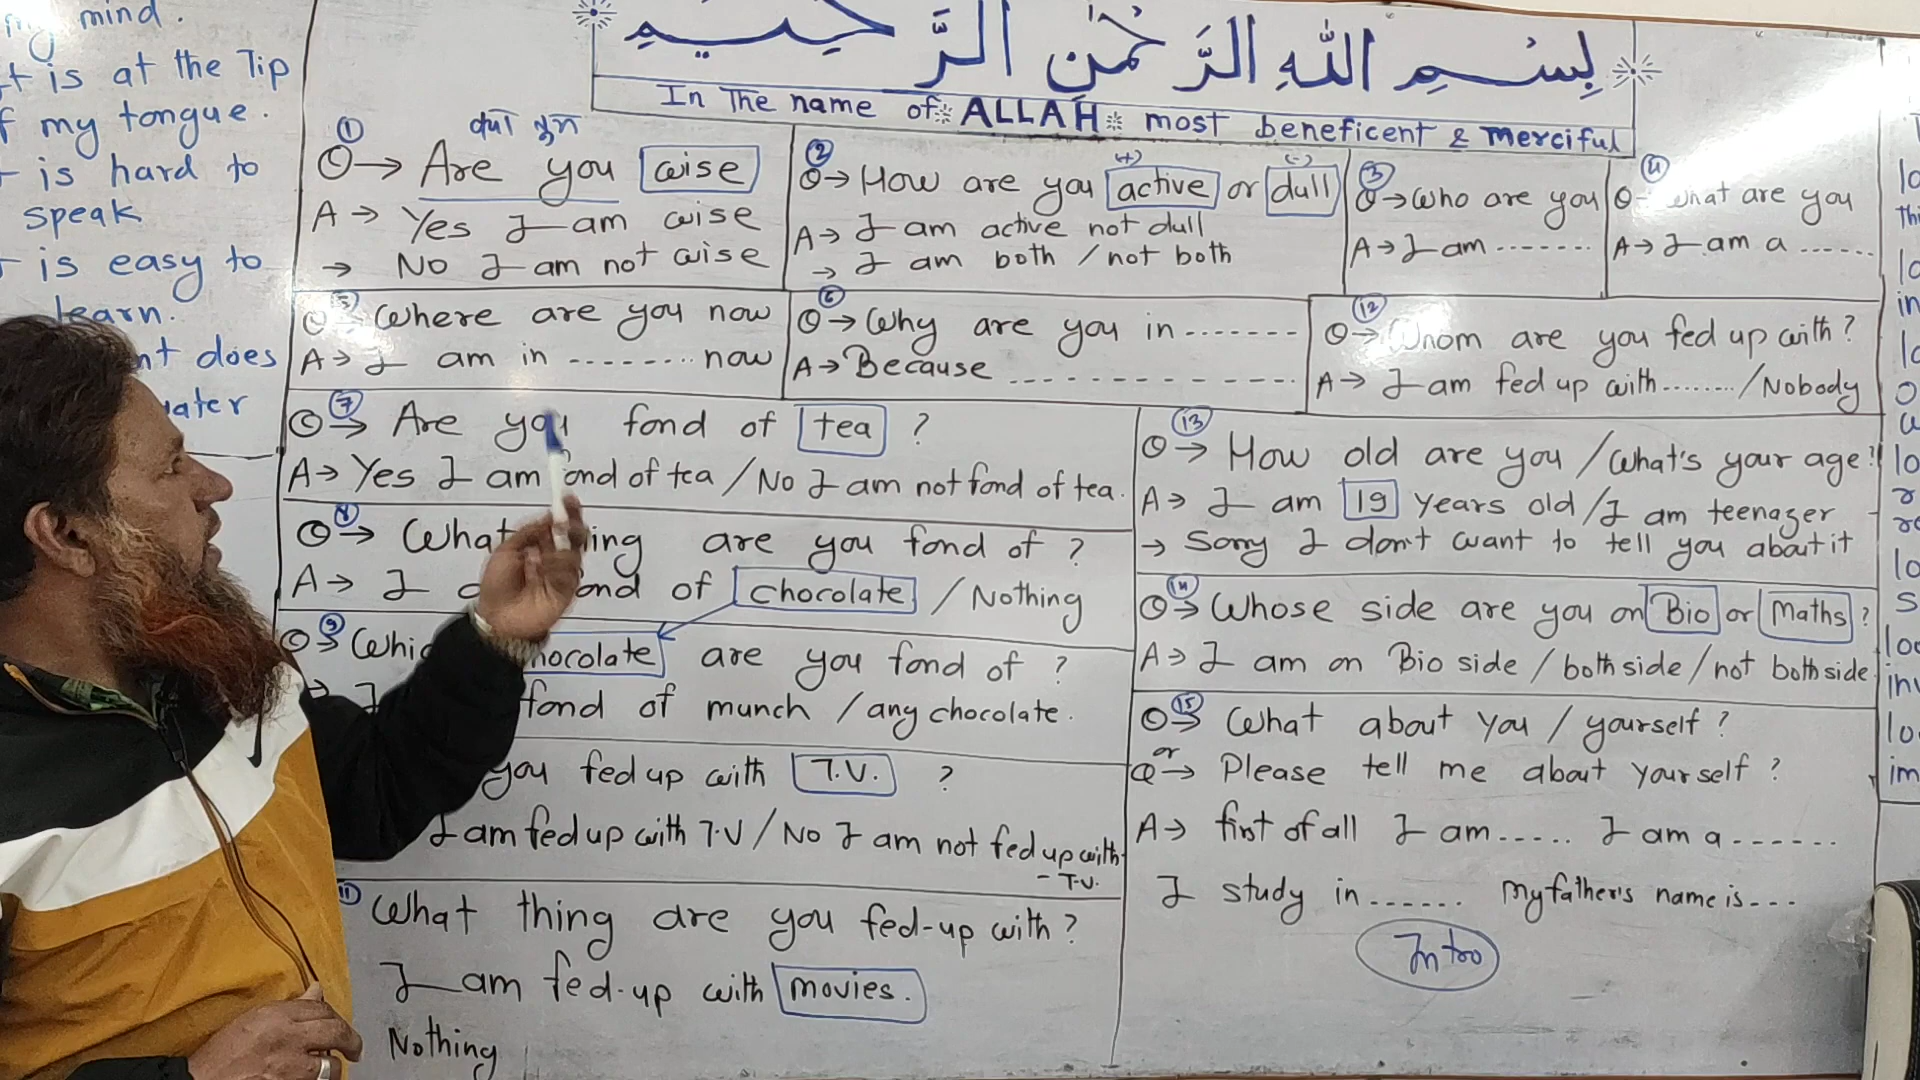 mind.
is at the Tip
my tongue.
is hard to
speak
is easy to
learn.
does
بِسْمِ اللّٰهِ الرَّحْمٰنِ الرَّحِيْمِ
In The name of ALLAH most beneficent & merciful
1
Q→ Are you wise
A→ Yes I am wise
→ No I am not wise
2 (+) (-)
Q→ How are you active or dull
A→ I am active not dull
→ I am both / not both
3
Q→ who are you
A→ I am --------
4
Q- what are you
A→ I am a ------
5
Q→ Where are you now
A→ I am in -------- now
6
Q→ Why are you in -------
A→ Because ------------
12
Q→ Whom are you fed up with?
A→ I am fed up with......../Nobody
7
Q→ Are you fond of tea ?
A→ Yes I am fond of tea / No I am not fond of tea.
8
Q→ What thing are you fond of ?
A→ I fond of chocolate / Nothing
9
Q→ chocolate are you fond of ?
fond of munch / any chocolate.
you fed up with T.V. ?
I am fed up with T.V / No I am not fed up with
- T.V.
11
What thing are you fed-up with?
I am fed-up with movies.
Nothing
13
Q→ How old are you / What's your age?
A→ I am 19 years old / I am teenager
→ Sorry I don't want to tell you about it
14
Q→ Whose side are you on Bio or Maths ?
A→ I am on Bio side / both side / not both side
15
Q→ What about you / yourself ?
or
Q→ Please tell me about yourself ?
A→ first of all I am ----- I am a ------
I study in ------ My father's name is ---
Intro